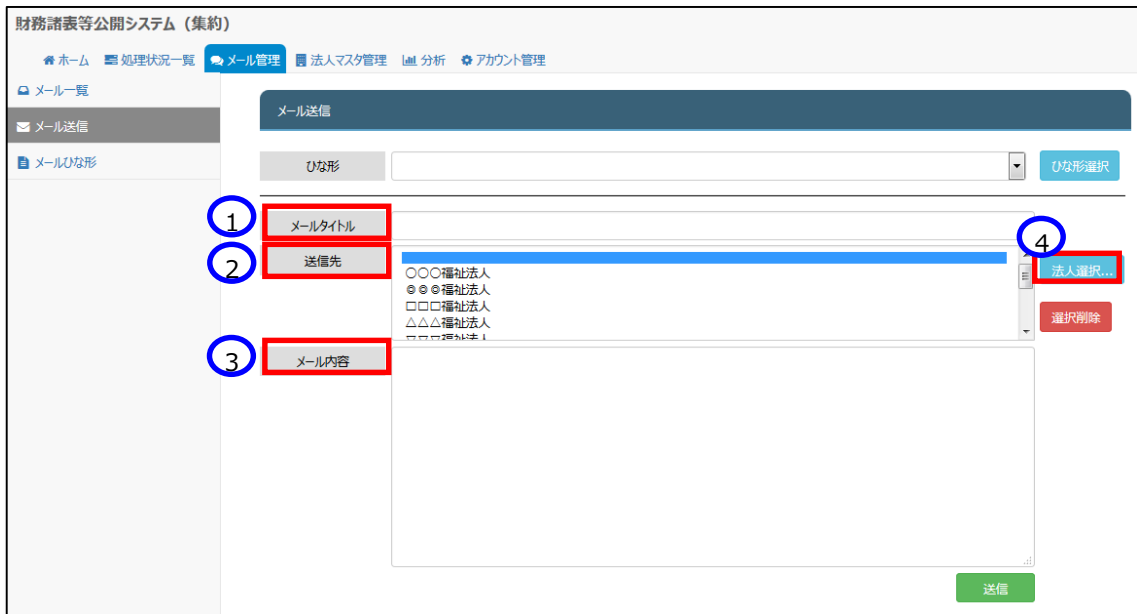 財務諸表等公開システム（集約）
ホーム 処理状況一覧 メール管理 法人マスタ管理 分析 アカウント管理
メール一覧
メール送信
メールひな形
メール送信
ひな形
ひな形選択
1
メールタイトル
2
送信先
○○○福祉法人
◎◎◎福祉法人
□□□福祉法人
△△△福祉法人
▽▽▽福祉法人
4
法人選択...
選択削除
3
メール内容
送信